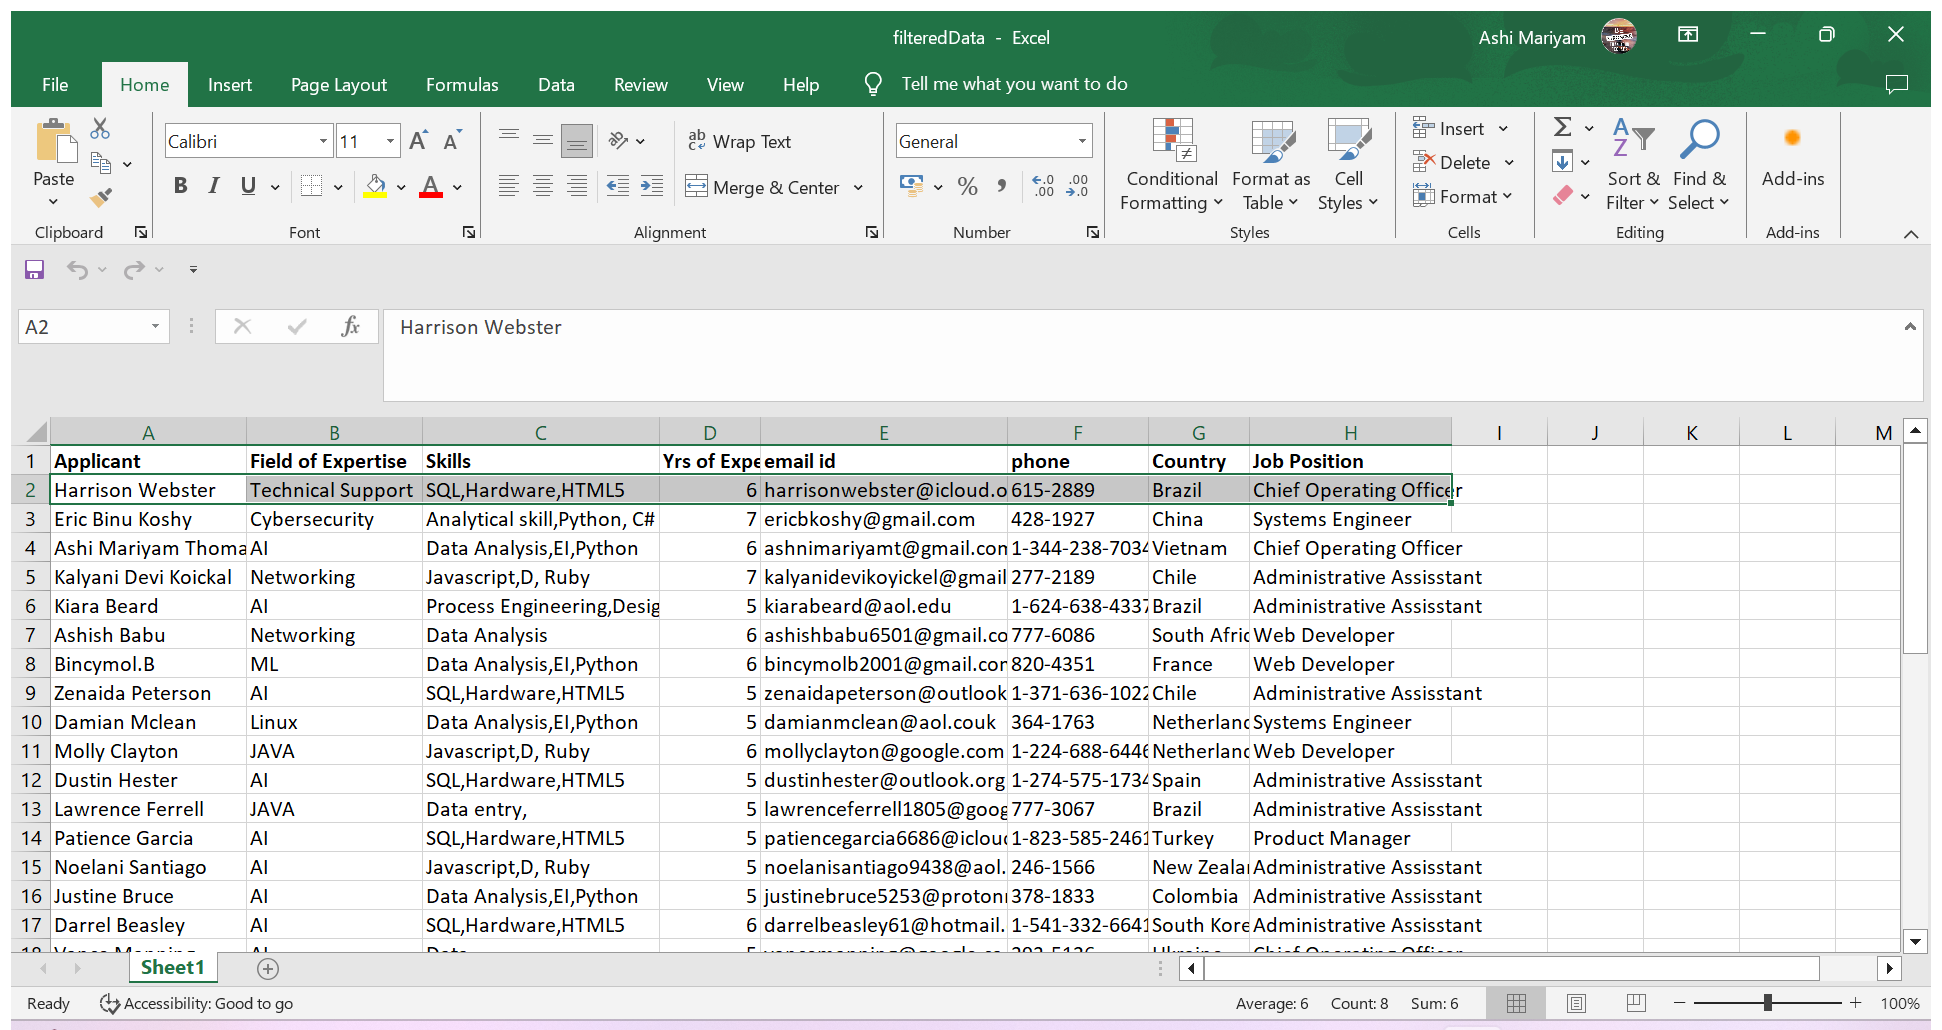 filteredData - Excel
Ashi Mariyam
File Home Insert Page Layout Formulas Data Review View Help Tell me what you want to do
Calibri 11 Wrap Text General Insert
Paste Conditional Format as Cell Delete Sort & Find & Add-ins
Merge & Center Formatting Table Styles Format Filter Select
Clipboard Font Alignment Number Styles Cells Editing Add-ins
A2 Harrison Webster
A B C D E F G H I J K L M
1 Applicant Field of Expertise Skills Yrs of Expe email id phone Country Job Position
2 Harrison Webster Technical Support SQL,Hardware,HTML5 6 harrisonwebster@icloud.o 615-2889 Brazil Chief Operating Officer
3 Eric Binu Koshy Cybersecurity Analytical skill,Python, C# 7 ericbkoshy@gmail.com 428-1927 China Systems Engineer
4 Ashi Mariyam Thoma AI Data Analysis,EI,Python 6 ashnimariyamt@gmail.com 1-344-238-7034 Vietnam Chief Operating Officer
5 Kalyani Devi Koickal Networking Javascript,D, Ruby 7 kalyanidevikoyickel@gmail 277-2189 Chile Administrative Assisstant
6 Kiara Beard AI Process Engineering,Desig 5 kiarabeard@aol.edu 1-624-638-4337 Brazil Administrative Assisstant
7 Ashish Babu Networking Data Analysis 6 ashishbabu6501@gmail.co 777-6086 South Afric Web Developer
8 Bincymol.B ML Data Analysis,EI,Python 6 bincymolb2001@gmail.com 820-4351 France Web Developer
9 Zenaida Peterson AI SQL,Hardware,HTML5 5 zenaidapeterson@outlook 1-371-636-1022 Chile Administrative Assisstant
10 Damian Mclean Linux Data Analysis,EI,Python 5 damianmclean@aol.couk 364-1763 Netherland Systems Engineer
11 Molly Clayton JAVA Javascript,D, Ruby 6 mollyclayton@google.com 1-224-688-6446 Netherland Web Developer
12 Dustin Hester AI SQL,Hardware,HTML5 5 dustinhester@outlook.org 1-274-575-1734 Spain Administrative Assisstant
13 Lawrence Ferrell JAVA Data entry, 5 lawrenceferrell1805@goog 777-3067 Brazil Administrative Assisstant
14 Patience Garcia AI SQL,Hardware,HTML5 5 patiencegarcia6686@iclou 1-823-585-2461 Turkey Product Manager
15 Noelani Santiago AI Javascript,D, Ruby 5 noelanisantiago9438@aol. 246-1566 New Zeala Administrative Assisstant
16 Justine Bruce AI Data Analysis,EI,Python 5 justinebruce5253@proton 378-1833 Colombia Administrative Assisstant
17 Darrel Beasley AI SQL,Hardware,HTML5 6 darrelbeasley61@hotmail. 1-541-332-6641 South Kore Administrative Assisstant
Sheet1
Ready Accessibility: Good to go Average: 6 Count: 8 Sum: 6 100%